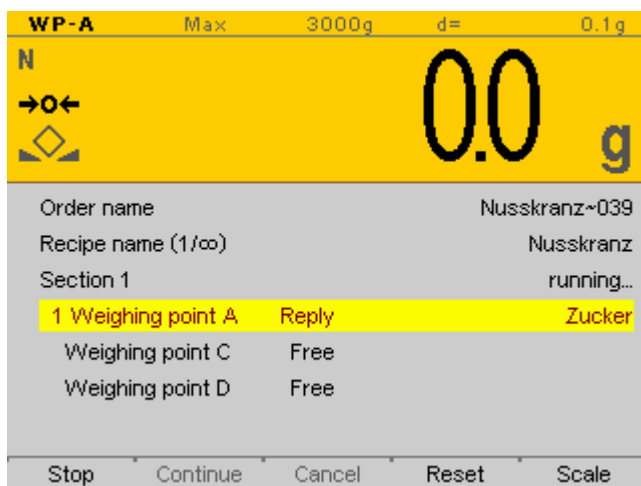 WP-A Max 3000g d= 0.1g
N
0.0 g
→0←
Order name Nusskranz~039
Recipe name (1/∞) Nusskranz
Section 1 running...
1 Weighing point A Reply Zucker
Weighing point C Free
Weighing point D Free
Stop Continue Cancel Reset Scale